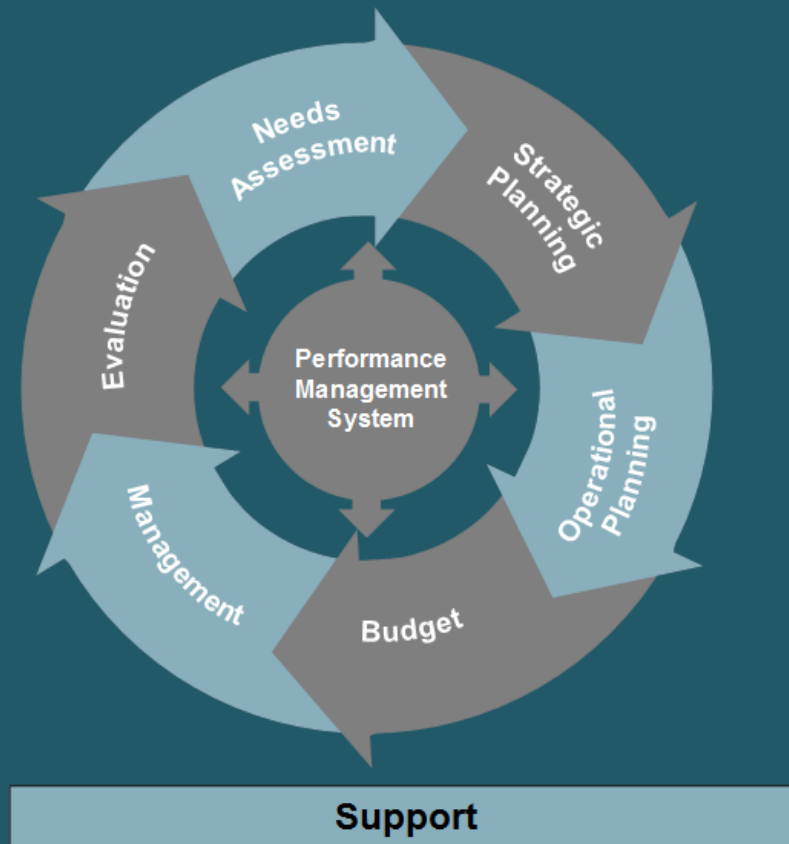 Needs
Assessment
Strategic
Planning
Operational
Planning
Budget
Management
Evaluation
Performance
Management
System
Support